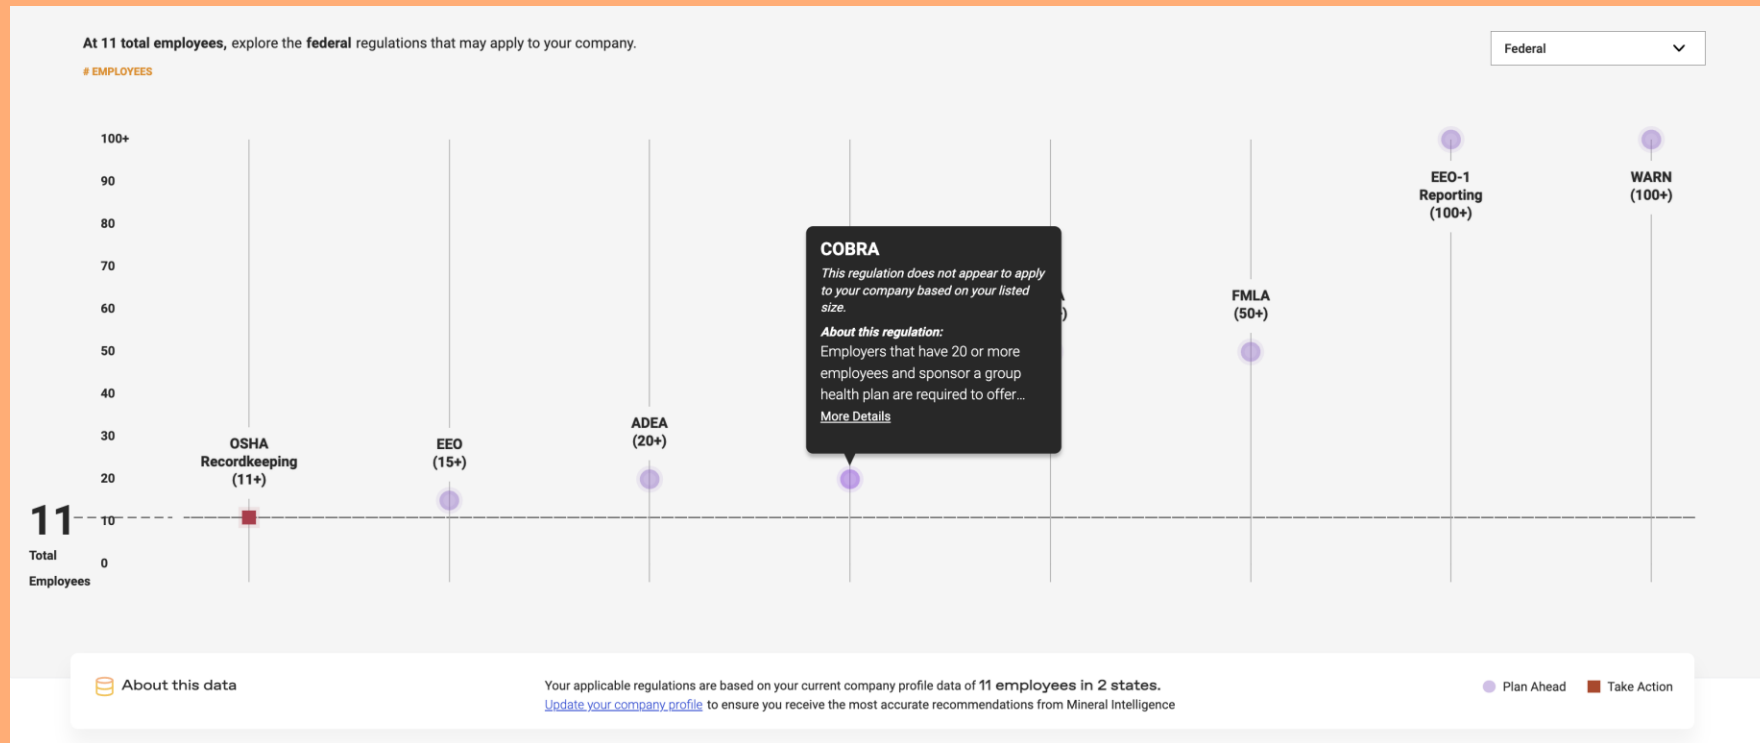 At 11 total employees, explore the federal regulations that may apply to your company.
Federal
# EMPLOYEES
100+
90
80
70
60
50
40
30
20
10
0
11
Total
Employees
OSHA
Recordkeeping
(11+)
EEO
(15+)
ADEA
(20+)
COBRA
This regulation does not appear to apply
to your company based on your listed
size.
About this regulation:
Employers that have 20 or more
employees and sponsor a group
health plan are required to offer...
More Details
FMLA
(50+)
EEO-1
Reporting
(100+)
WARN
(100+)
About this data
Your applicable regulations are based on your current company profile data of 11 employees in 2 states.
Update your company profile to ensure you receive the most accurate recommendations from Mineral Intelligence
Plan Ahead
Take Action